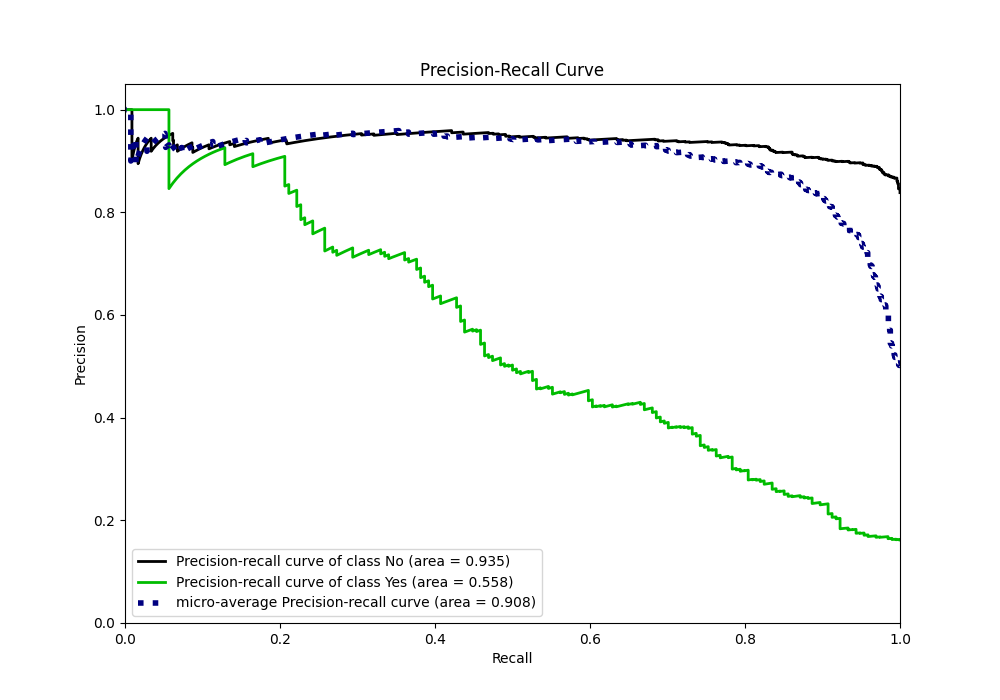 Precision-Recall Curve
1.0
0.8
0.6
0.4
0.2
0.0
Precision
Precision-recall curve of class No (area = 0.935)
Precision-recall curve of class Yes (area = 0.558)
micro-average Precision-recall curve (area = 0.908)
0.0 0.2 0.4 0.6 0.8 1.0
Recall